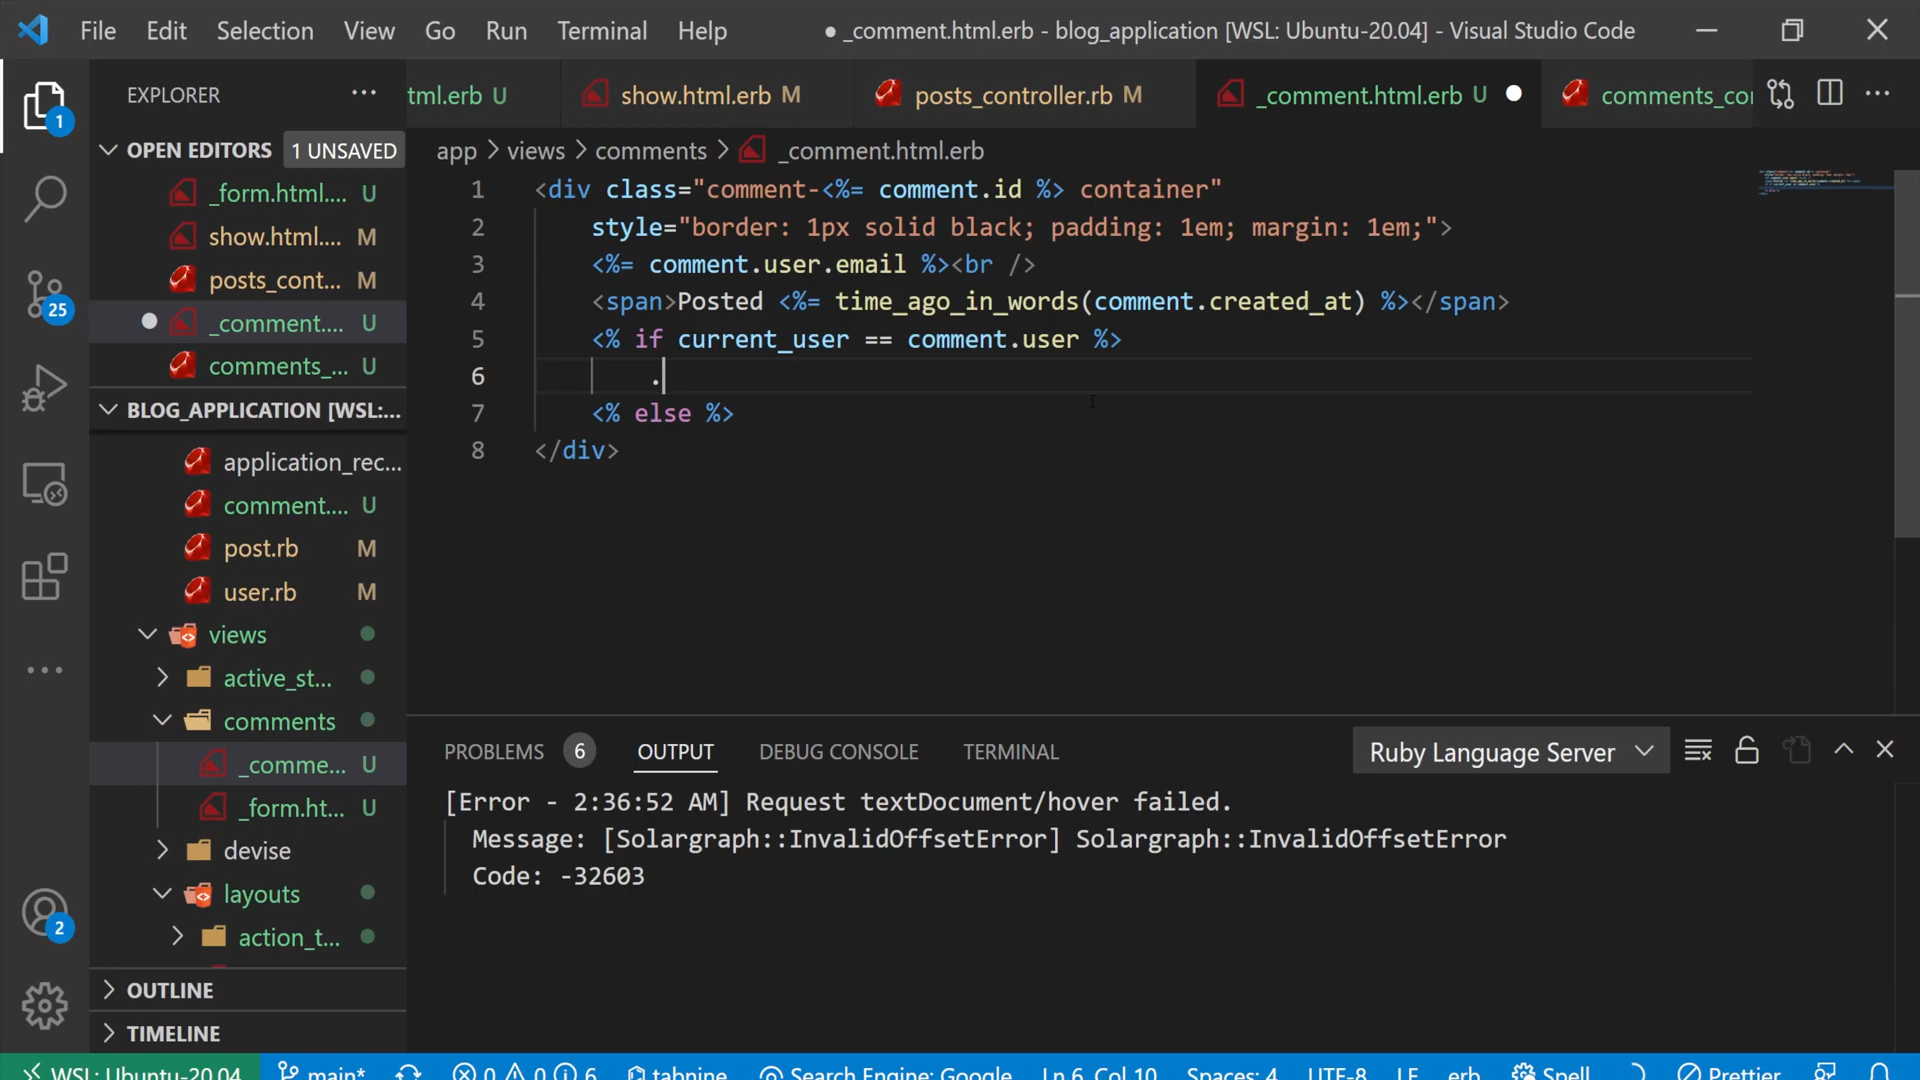 File Edit Selection View Go Run Terminal Help
● _comment.html.erb - blog_application [WSL: Ubuntu-20.04] - Visual Studio Code
EXPLORER
tml.erb U
show.html.erb M
posts_controller.rb M
_comment.html.erb U
comments_co
OPEN EDITORS 1 UNSAVED
app > views > comments > _comment.html.erb
_form.html.... U
show.html.... M
posts_cont... M
_comment.... U
comments_... U
1 <div class="comment-<%= comment.id %> container"
2 style="border: 1px solid black; padding: 1em; margin: 1em;">
3 <%= comment.user.email %><br />
4 <span>Posted <%= time_ago_in_words(comment.created_at) %></span>
5 <% if current_user == comment.user %>
6 .
7 <% else %>
8 </div>
BLOG_APPLICATION [WSL:...
application_rec...
comment.... U
post.rb M
user.rb M
views
active_st...
comments
_comme... U
_form.ht... U
devise
layouts
action_t...
OUTLINE
TIMELINE
1
25
2
PROBLEMS 6 OUTPUT DEBUG CONSOLE TERMINAL
Ruby Language Server
[Error - 2:36:52 AM] Request textDocument/hover failed.
Message: [Solargraph::InvalidOffsetError] Solargraph::InvalidOffsetError
Code: -32603
WSL: Ubuntu-20.04 main* 0 0 6 tabnine Search Engine: Google Ln 6, Col 10 Spaces: 4 UTF-8 LF erb Spell Prettier